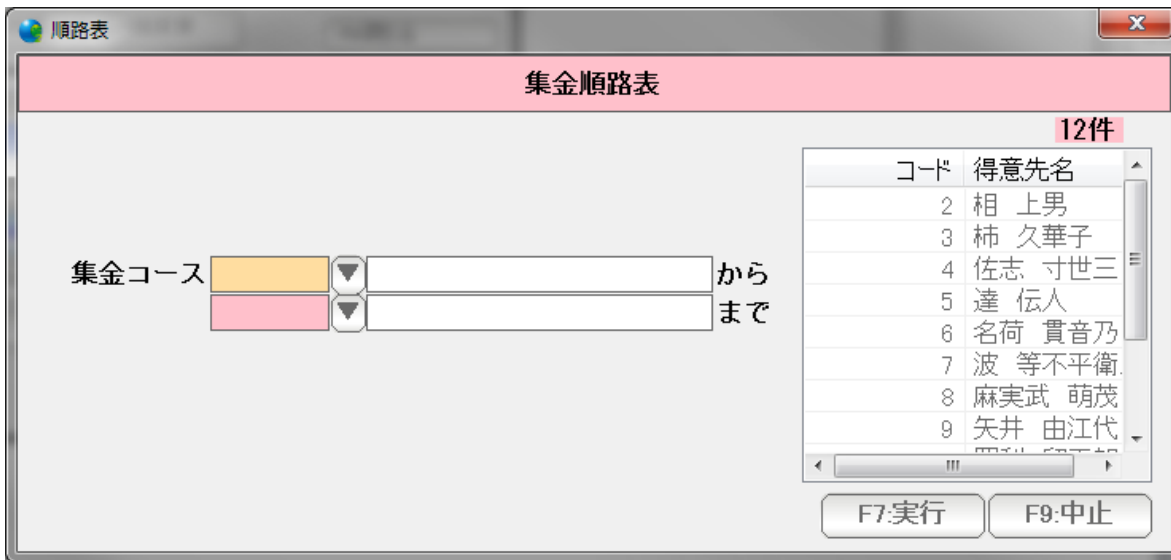 順路表
集金順路表
12件
コード 得意先名
2 相 上男
3 柿 久華子
4 佐志 寸世三
5 達 伝人
6 名荷 貫音乃
7 波 等不平衛
8 麻実武 萌茂
9 矢井 由江代
集金コース から
まで
F7:実行 F9:中止